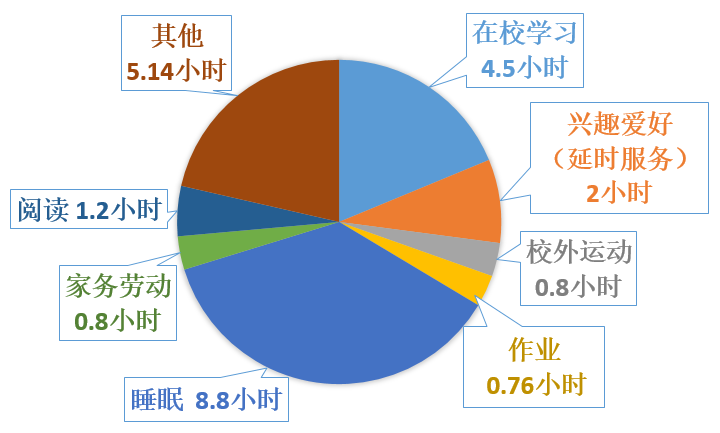 其他
5.14小时
在校学习
4.5小时
兴趣爱好
（延时服务）
2小时
阅读 1.2小时
校外运动
0.8小时
家务劳动
0.8小时
作业
0.76小时
睡眠 8.8小时